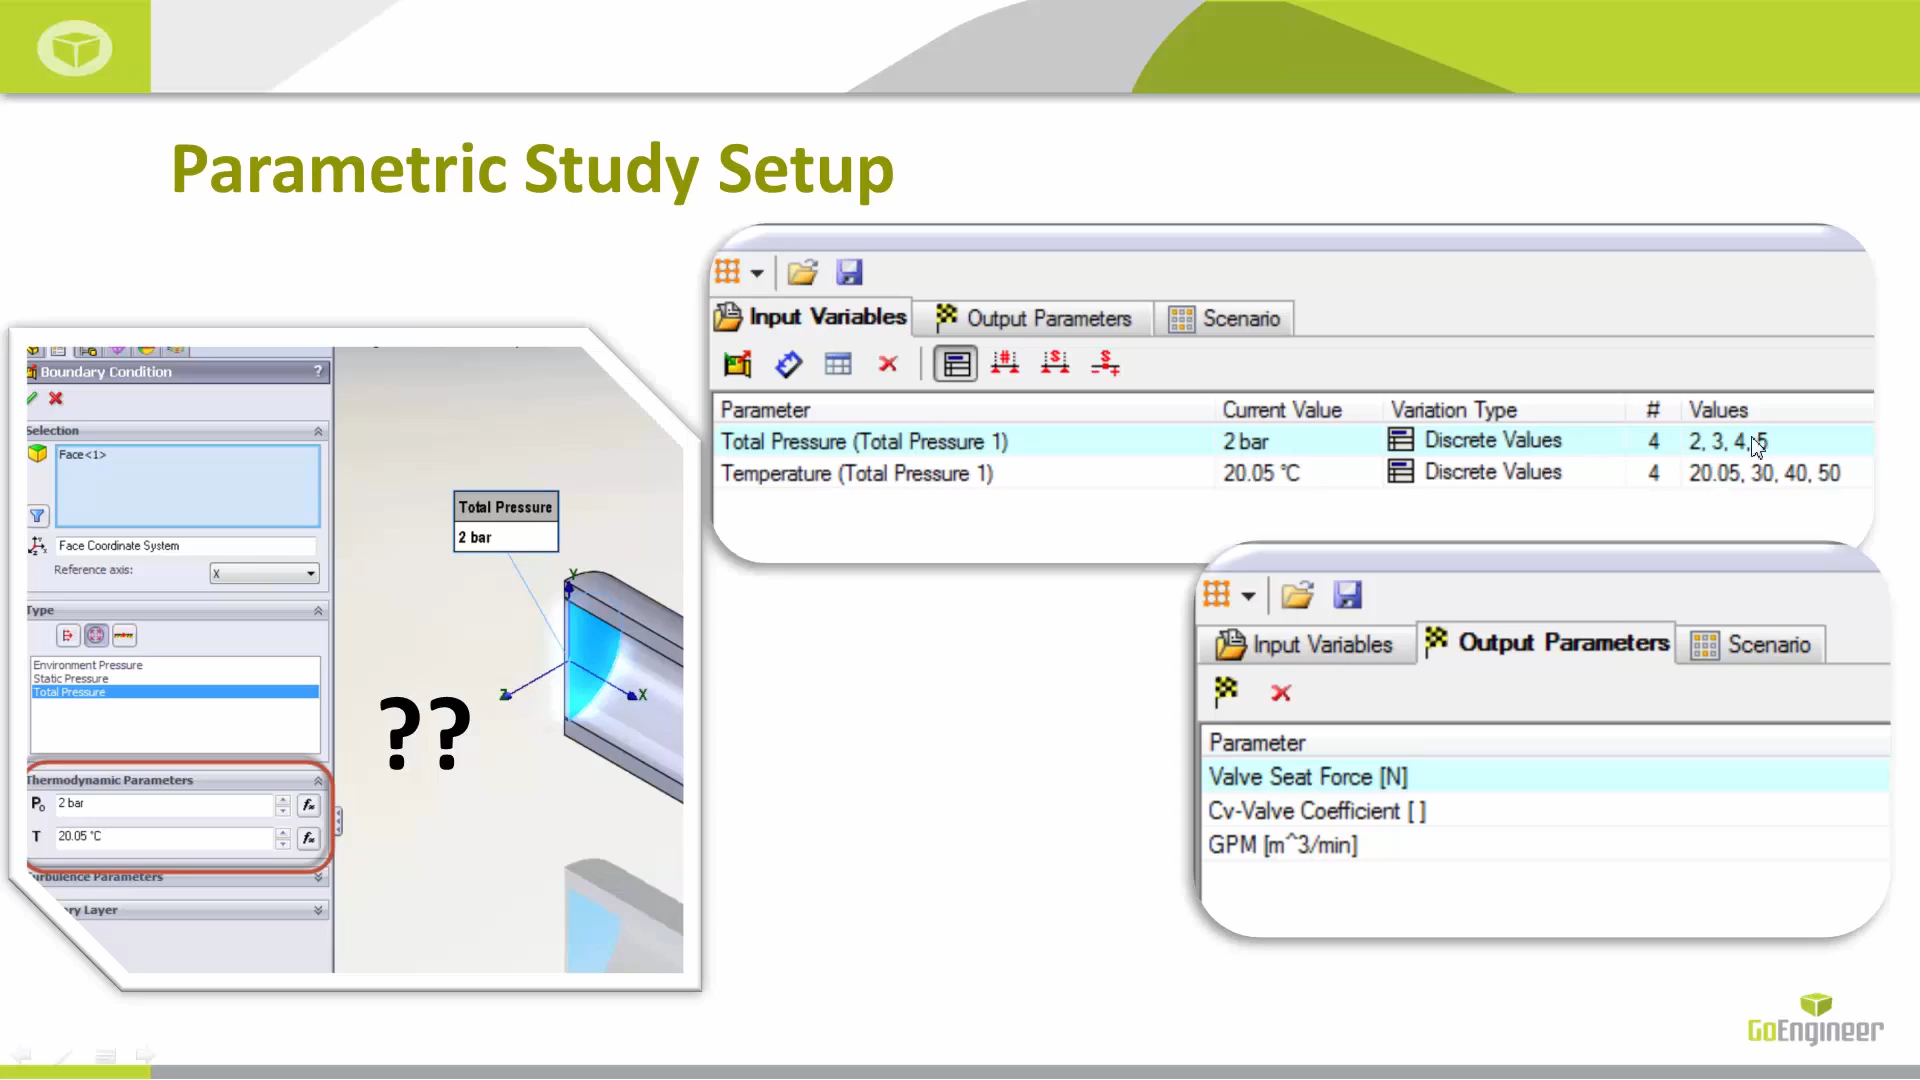 Parametric Study Setup
Input Variables
Output Parameters
Scenario
Parameter
Current Value
Variation Type
#
Values
Total Pressure (Total Pressure 1)
2 bar
Discrete Values
4
2, 3, 4, 5
Temperature (Total Pressure 1)
20.05 °C
Discrete Values
4
20.05, 30, 40, 50
Boundary Condition
?
Selection
Face<1>
Face Coordinate System
Reference axis:
X
Type
Environment Pressure
Static Pressure
Total Pressure
Thermodynamic Parameters
P0 2 bar
T 20.05 °C
Parameters
Layer
Total Pressure
2 bar
Y
Z
X
??
Input Variables
Output Parameters
Scenario
Parameter
Valve Seat Force [N]
Cv-Valve Coefficient [ ]
GPM [m^3/min]
GoEngineer